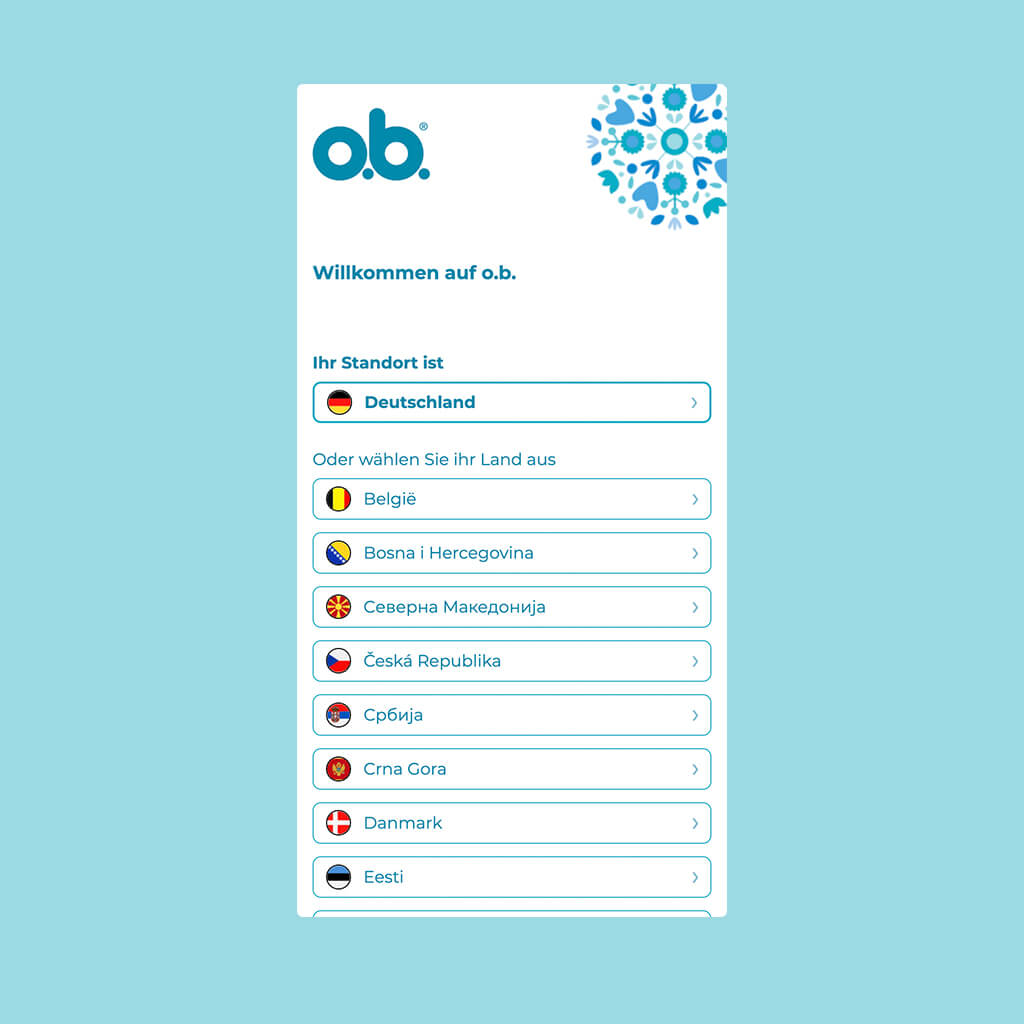 o.b.®
Willkommen auf o.b.
Ihr Standort ist
Deutschland
Oder wählen Sie ihr Land aus
België
Bosna i Hercegovina
Северна Македонија
Česká Republika
Србија
Crna Gora
Danmark
Eesti